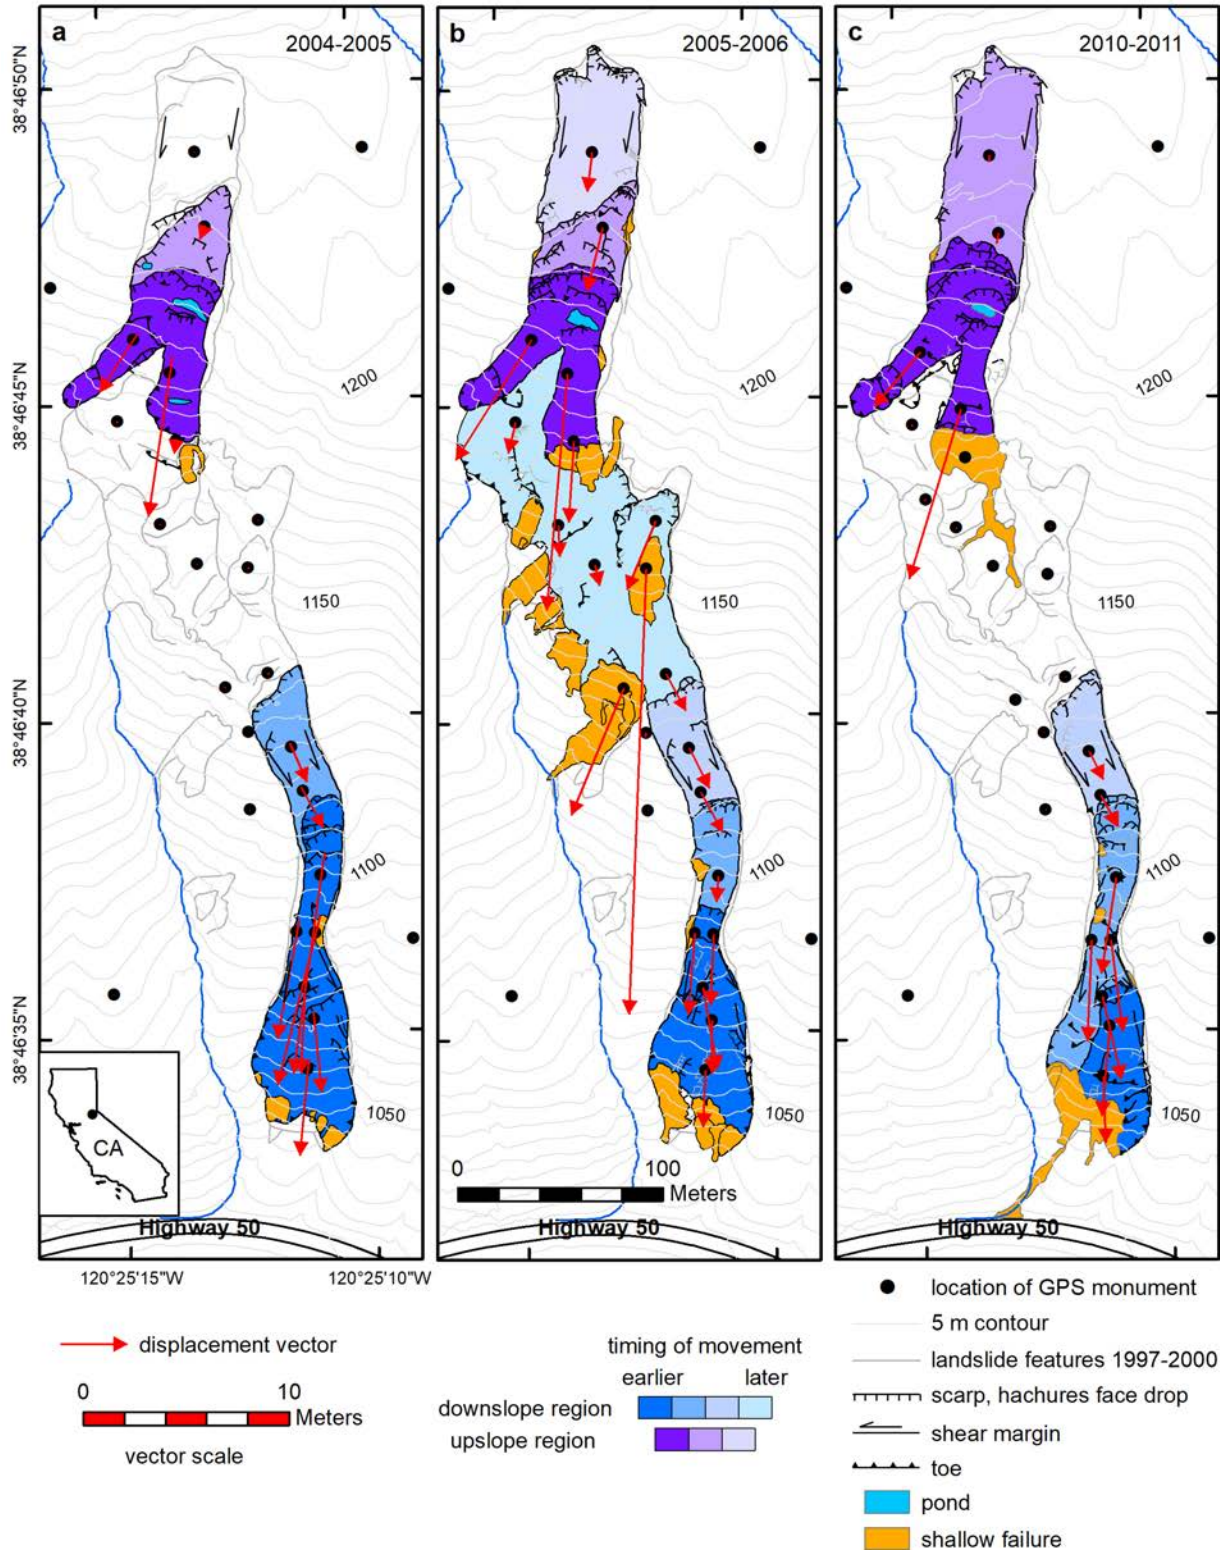 a
2004-2005
b
2005-2006
c
2010-2011
38°46'50"N
38°46'45"N
38°46'40"N
38°46'35"N
1200
1150
1100
1050
1200
1150
1100
1050
1200
1150
1100
1050
CA
0 100
Meters
Highway 50
Highway 50
Highway 50
120°25'15"W 120°25'10"W
displacement vector
0 10
Meters
vector scale
timing of movement
earlier later
downslope region
upslope region
location of GPS monument
5 m contour
landslide features 1997-2000
scarp, hachures face drop
shear margin
toe
pond
shallow failure